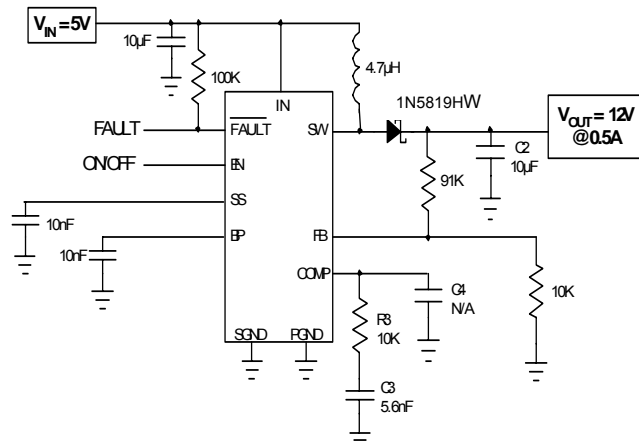 VIN = 5V
10µF
100K
4.7µH
1N5819HW
VOUT = 12V
@0.5A
IN
FAULT
FAULT
SW
C2
10µF
ON/OFF
EN
91K
SS
10nF
BP
10nF
FB
COMP
C4
N/A
10K
R3
10K
SGND
PGND
C3
5.6nF